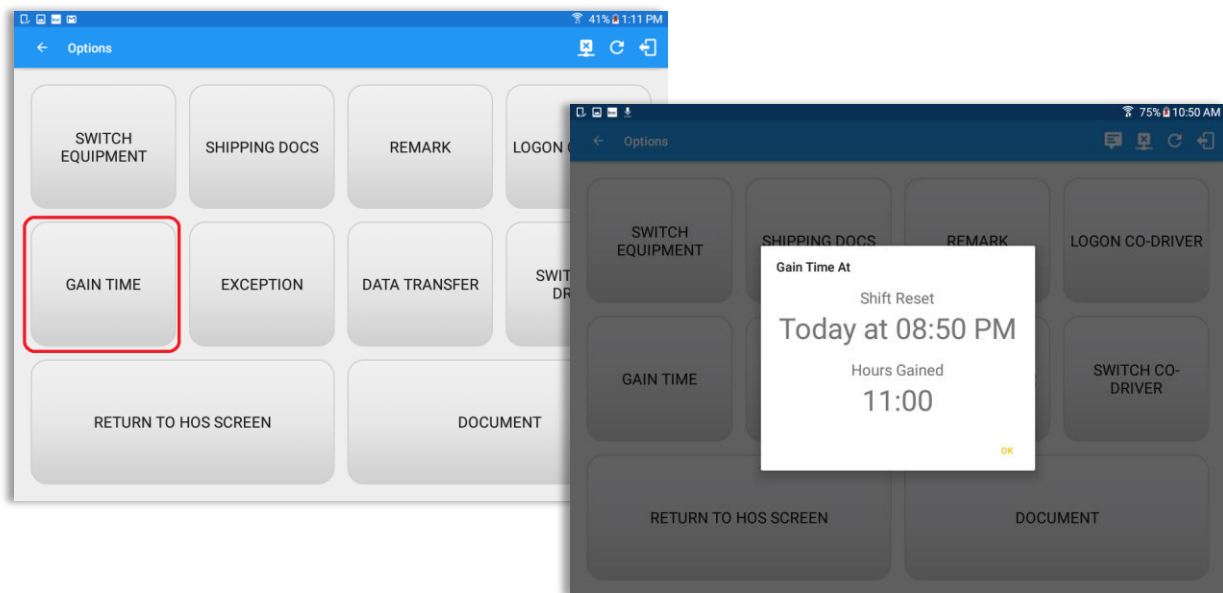 41% 1:11 PM
Options
SWITCH
EQUIPMENT
SHIPPING DOCS
REMARK
LOGON
GAIN TIME
EXCEPTION
DATA TRANSFER
SWIT
DR
RETURN TO HOS SCREEN
DOCUMENT
75% 10:50 AM
Options
SWITCH
EQUIPMENT
SHIPPING DOCS
REMARK
LOGON CO-DRIVER
Gain Time At
Shift Reset
Today at 08:50 PM
Hours Gained
11:00
OK
GAIN TIME
SWITCH CO-
DRIVER
RETURN TO HOS SCREEN
DOCUMENT